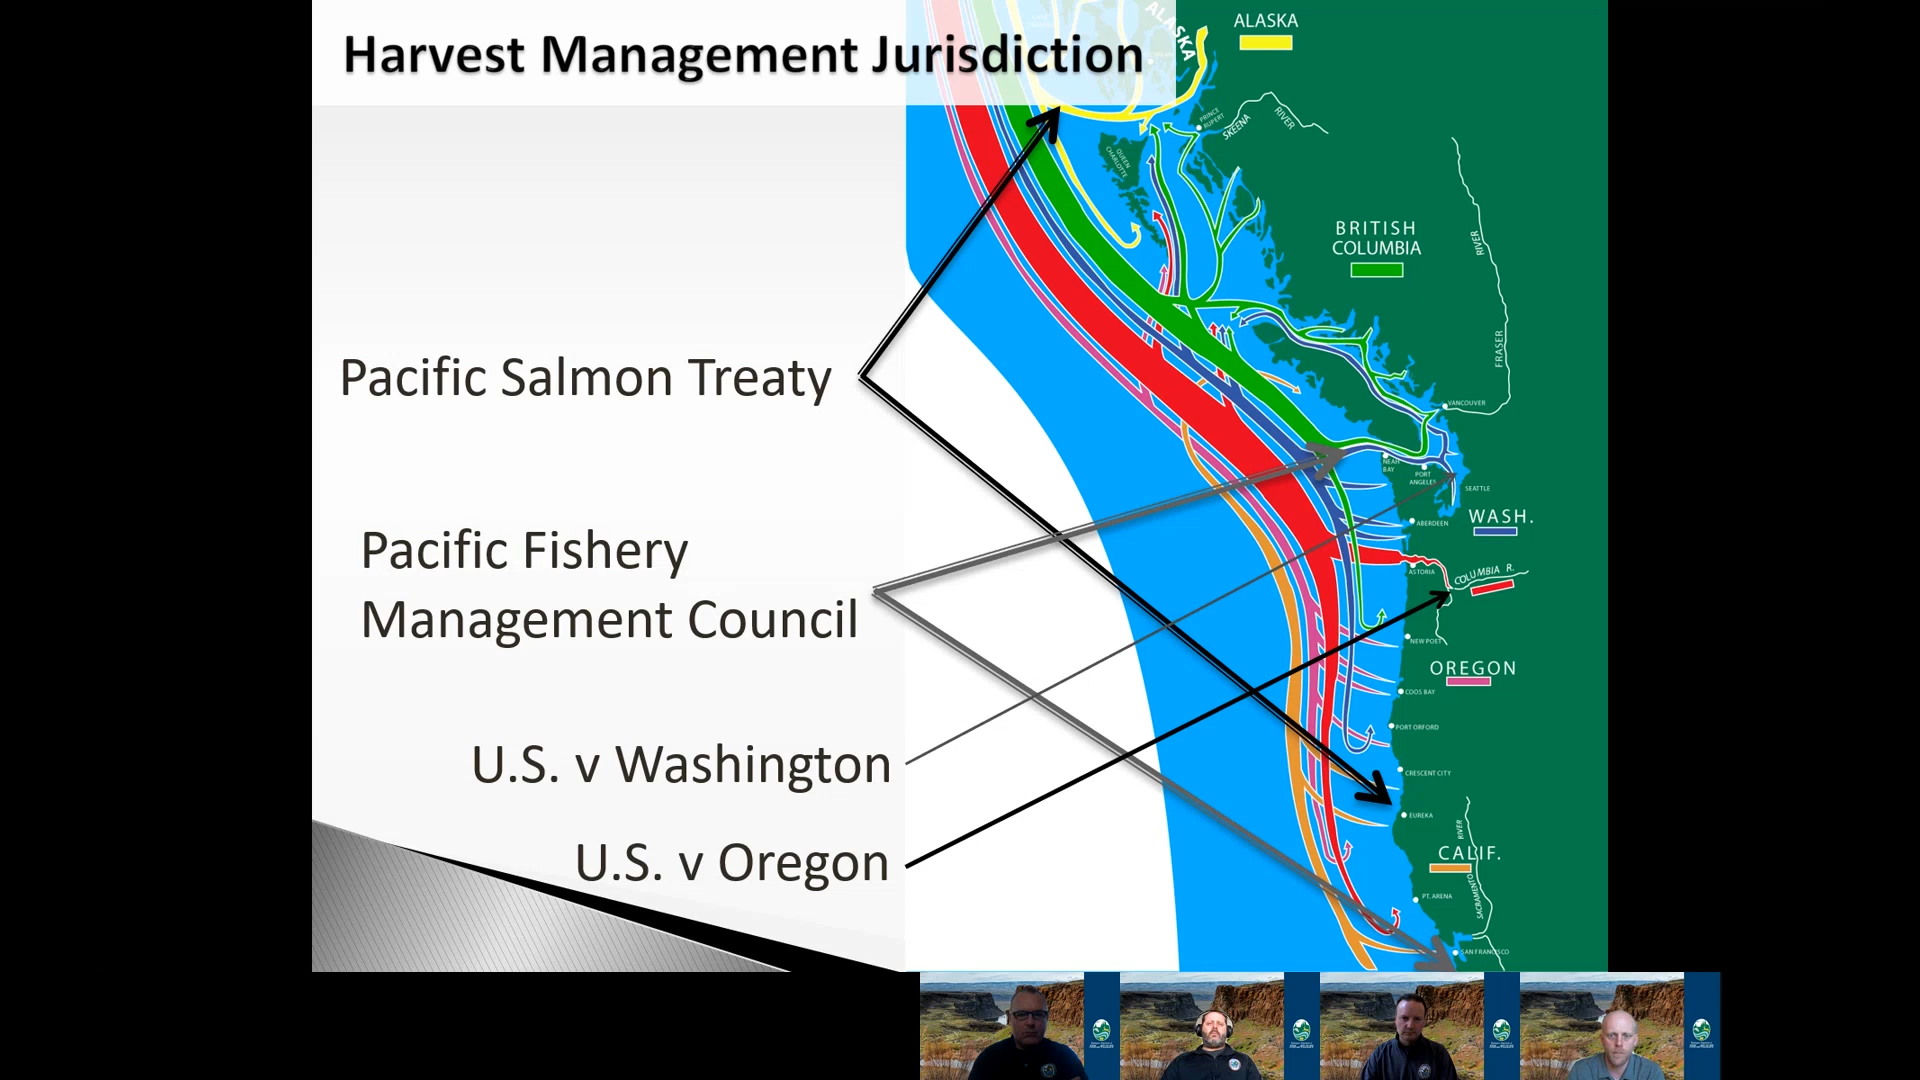 Harvest Management Jurisdiction
ALASKA
ALASKA
PRINCE
RUPERT
SKEENA
RIVER
QUEEN
CHARLOTTE
BRITISH
COLUMBIA
RIVER
FRASER
Pacific Salmon Treaty
VANCOUVER
NEAH
BAY
PORT
ANGELES
SEATTLE
WASH.
ABERDEEN
Pacific Fishery
Management Council
ASTORIA
COLUMBIA R.
NEW PORT
OREGON
COOS BAY
PORT ORFORD
U.S. v Washington
CRESCENT CITY
EUREKA
RIVER
CALIF.
U.S. v Oregon
SACRAMENTO
PT. ARENA
SAN FRANCISCO